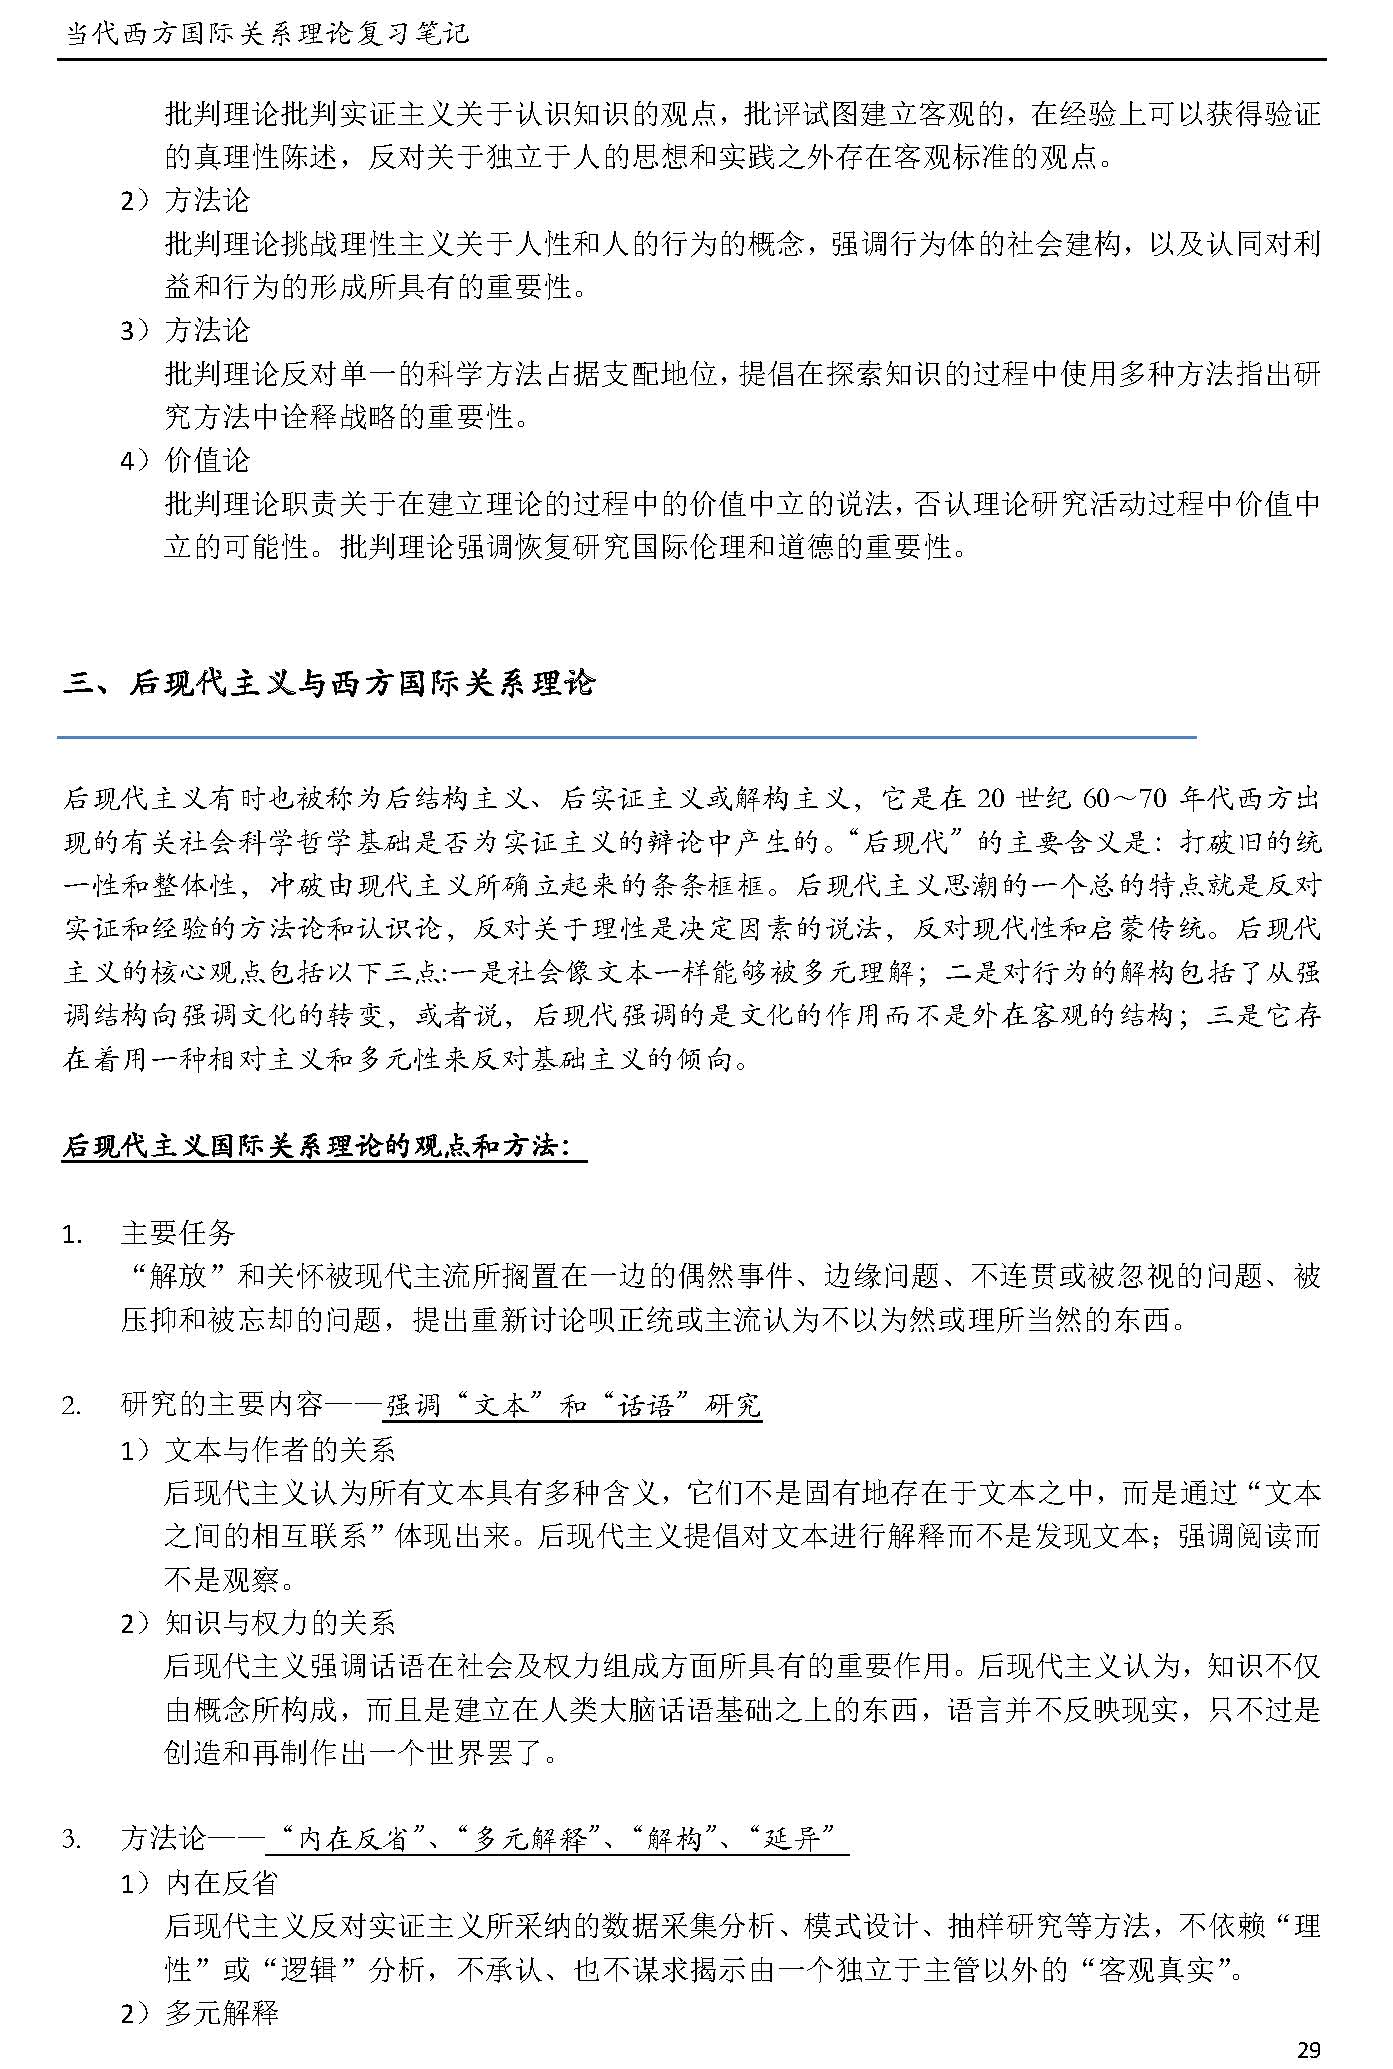 当代西方国际关系理论复习笔记
批判理论批判实证主义关于认识知识的观点，批评试图建立客观的，在经验上可以获得验证
的真理性陈述，反对关于独立于人的思想和实践之外存在客观标准的观点。
2）方法论
批判理论挑战理性主义关于人性和人的行为的概念，强调行为体的社会建构，以及认同对利
益和行为的形成所具有的重要性。
3）方法论
批判理论反对单一的科学方法占据支配地位，提倡在探索知识的过程中使用多种方法指出研
究方法中诠释战略的重要性。
4）价值论
批判理论职责关于在建立理论的过程中的价值中立的说法，否认理论研究活动过程中价值中
立的可能性。批判理论强调恢复研究国际伦理和道德的重要性。
三、后现代主义与西方国际关系理论
后现代主义有时也被称为后结构主义、后实证主义或解构主义，它是在 20 世纪 60～70 年代西方出
现的有关社会科学哲学基础是否为实证主义的辩论中产生的。“后现代”的主要含义是：打破旧的统
一性和整体性，冲破由现代主义所确立起来的条条框框。后现代主义思潮的一个总的特点就是反对
实证和经验的方法论和认识论，反对关于理性是决定因素的说法，反对现代性和启蒙传统。后现代
主义的核心观点包括以下三点:一是社会像文本一样能够被多元理解；二是对行为的解构包括了从强
调结构向强调文化的转变，或者说，后现代强调的是文化的作用而不是外在客观的结构；三是它存
在着用一种相对主义和多元性来反对基础主义的倾向。
后现代主义国际关系理论的观点和方法：
1. 主要任务
“解放”和关怀被现代主流所搁置在一边的偶然事件、边缘问题、不连贯或被忽视的问题、被
压抑和被忘却的问题，提出重新讨论呗正统或主流认为不以为然或理所当然的东西。
2. 研究的主要内容——强调“文本”和“话语”研究
1）文本与作者的关系
后现代主义认为所有文本具有多种含义，它们不是固有地存在于文本之中，而是通过“文本
之间的相互联系”体现出来。后现代主义提倡对文本进行解释而不是发现文本；强调阅读而
不是观察。
2）知识与权力的关系
后现代主义强调话语在社会及权力组成方面所具有的重要作用。后现代主义认为，知识不仅
由概念所构成，而且是建立在人类大脑话语基础之上的东西，语言并不反映现实，只不过是
创造和再制作出一个世界罢了。
3. 方法论——“内在反省”、“多元解释”、“解构”、“延异”
1）内在反省
后现代主义反对实证主义所采纳的数据采集分析、模式设计、抽样研究等方法，不依赖“理
性”或“逻辑”分析，不承认、也不谋求揭示由一个独立于主管以外的“客观真实”。
2）多元解释
29